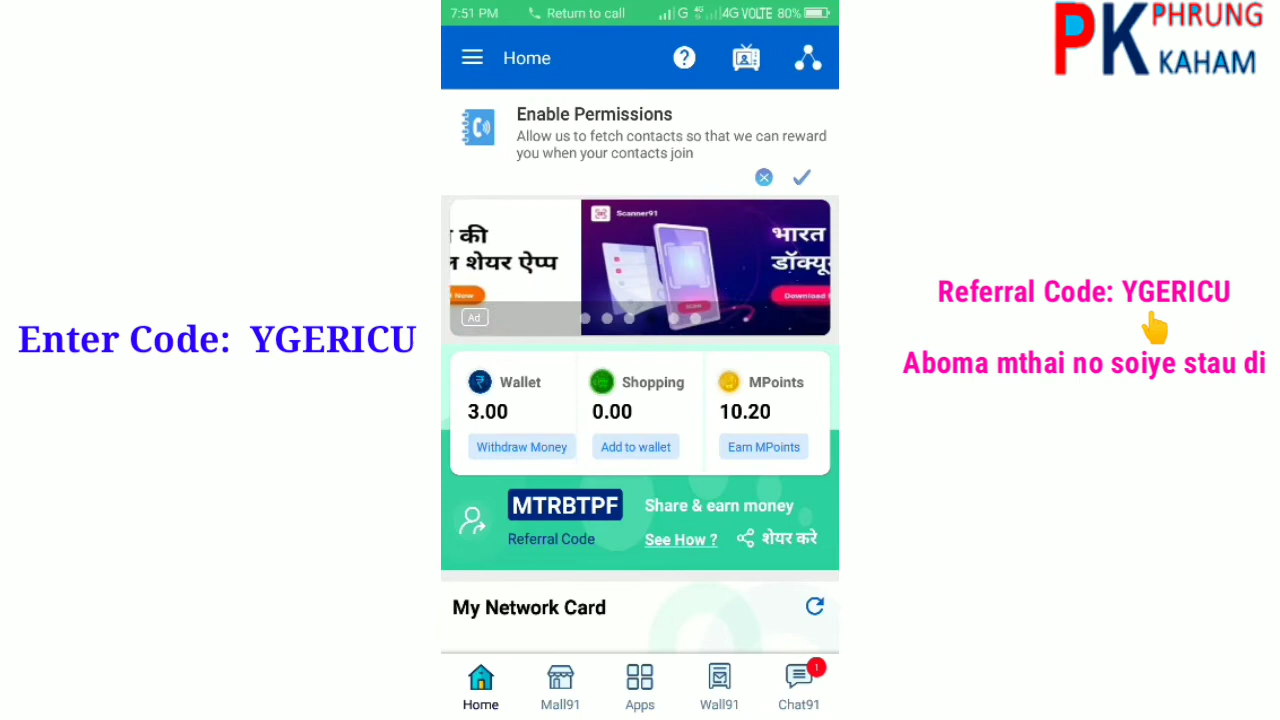 7:51 PM Return to call G 4G 4G VOLTE 80%
PHRUNG
PK KAHAM
Home
Enable Permissions
Allow us to fetch contacts so that we can reward
you when your contacts join
Scanner91
की
शेयर ऐप्प
भारत
Now
Download
Ad
Referral Code: YGERICU
Enter Code: YGERICU
Aboma mthai no soiye stau di
Wallet Shopping MPoints
3.00 0.00 10.20
Withdraw Money Add to wallet Earn MPoints
MTRBTPF Share & earn money
Referral Code See How ? शेयर करे
My Network Card
1
Home Mall91 Apps Wall91 Chat91